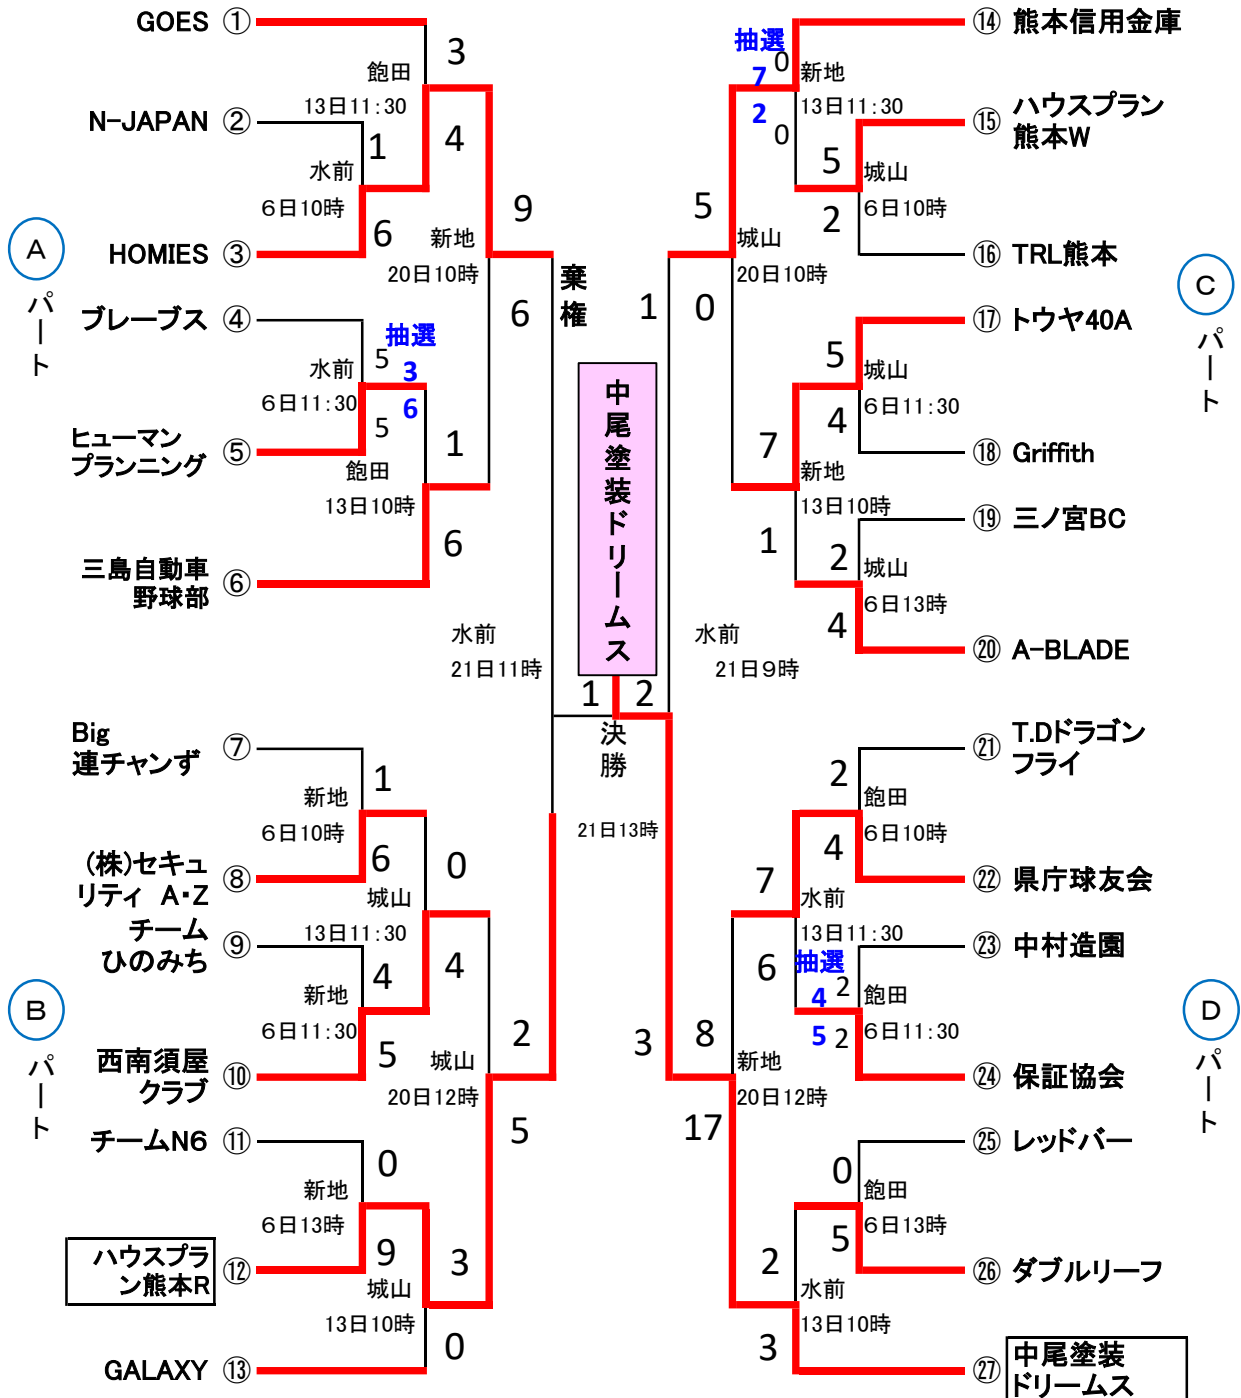 GOES ①
3
飽田
13日11:30
N-JAPAN ②
1
4
水前
6日10時
6
HOMIES ③
9
新地
20日10時
A
パート
ブレーブス ④
5
抽選
3
6
水前
6日11:30
5
ヒューマン
プランニング ⑤
1
飽田
13日10時
6
三島自動車
野球部 ⑥
6
棄
権
水前
21日11時
中尾塗装ドリームス
1
2
決
勝
21日13時
Big
連チャンず ⑦
1
新地
6日10時
6
(株)セキュ
リティ A・Z ⑧
0
城山
13日11:30
チーム
ひのみち ⑨
4
4
新地
6日11:30
5
西南須屋
クラブ ⑩
2
城山
20日12時
5
B
パート
チームN6 ⑪
0
新地
6日13時
9
ハウスプラ
ン熊本R ⑫
3
城山
13日10時
0
GALAXY ⑬
⑭ 熊本信用金庫
抽選
7
2
0
新地
13日11:30
0
⑮ ハウスプラン
熊本W
5
城山
6日10時
2
⑯ TRL熊本
5
城山
20日10時
0
1
C
パート
⑰ トウヤ40A
5
城山
6日11:30
4
⑱ Griffith
7
新地
13日10時
1
⑲ 三ノ宮BC
2
城山
6日13時
4
⑳ A-BLADE
水前
21日9時
㉑ T.Dドラゴン
フライ
2
飽田
6日10時
4
㉒ 県庁球友会
7
水前
13日11:30
6
抽選
4
5
㉓ 中村造園
2
飽田
6日11:30
2
㉔ 保証協会
3
8
新地
20日12時
17
D
パート
㉕ レッドバー
0
飽田
6日13時
5
㉖ ダブルリーフ
2
水前
13日10時
3
㉗ 中尾塗装
ドリームス